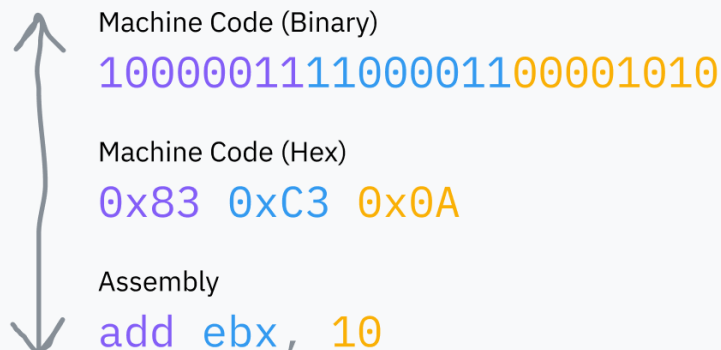 Machine Code (Binary)
100000111100001100001010
Machine Code (Hex)
0x83 0xC3 0x0A
Assembly
add ebx, 10